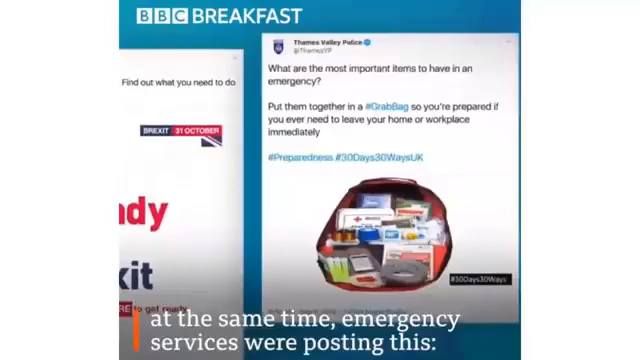 BBC BREAKFAST
Find out what you need to do
BREXIT 31 OCTOBER
dy
xit
RE to get ready
Thames Valley Police
@ThamesVP
What are the most important items to have in an
emergency?
Put them together in a #GrabBag so you're prepared if
you ever need to leave your home or workplace
immediately
#Preparedness #30Days30WaysUK
#30Days30Ways
at the same time, emergency
services were posting this: